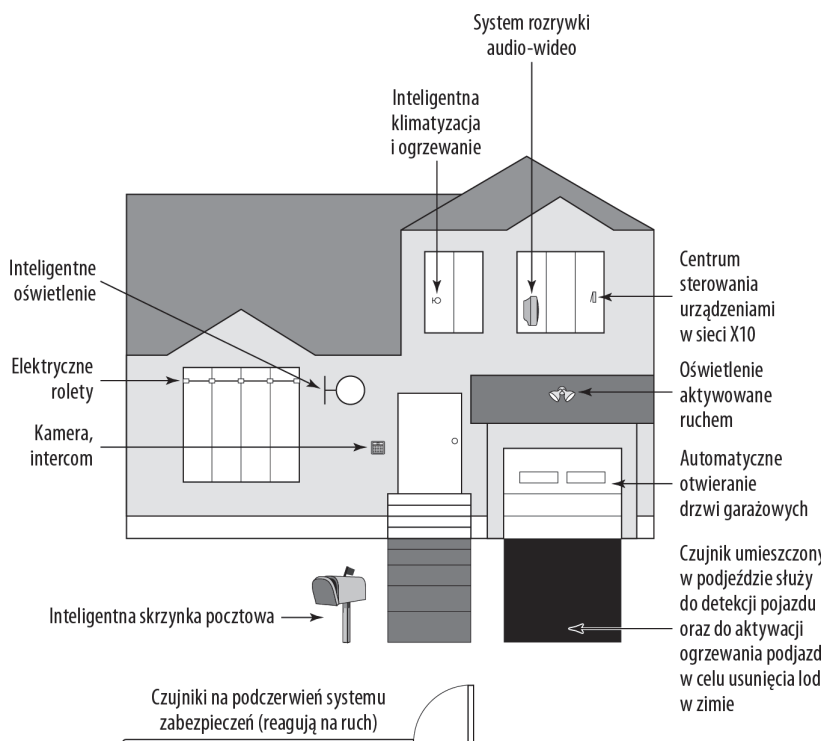 System rozrywki
audio-wideo
Inteligentna
klimatyzacja
i ogrzewanie
Inteligentne
oświetlenie
Elektryczne
rolety
Kamera,
intercom
Centrum
sterowania
urządzeniami
w sieci X10
Oświetlenie
aktywowane
ruchem
Automatyczne
otwieranie
drzwi garażowych
Czujnik umieszczony
w podjeździe służy
do detekcji pojazdu
oraz do aktywacji
ogrzewania podjazd
w celu usunięcia lod
w zimie
Inteligentna skrzynka pocztowa
Czujniki na podczerwień systemu
zabezpieczeń (reagują na ruch)